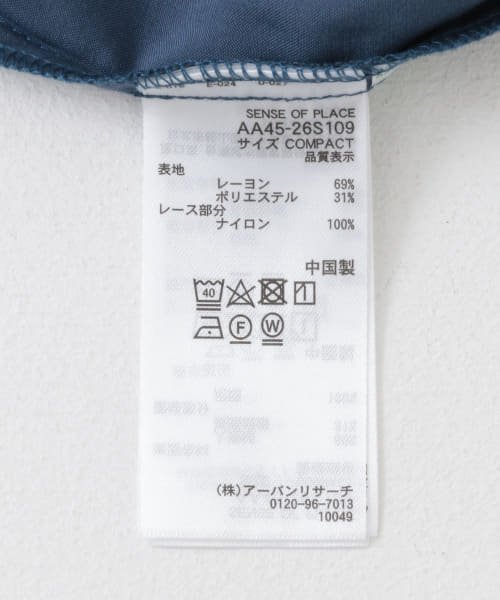 E-024
SENSE OF PLACE
AA45-26S109
サイズ COMPACT
品質表示
表地
レーヨン 69%
ポリエステル 31%
レース部分
ナイロン 100%
中国製
40
F W
(株)アーバンリサーチ
0120-96-7013
10049